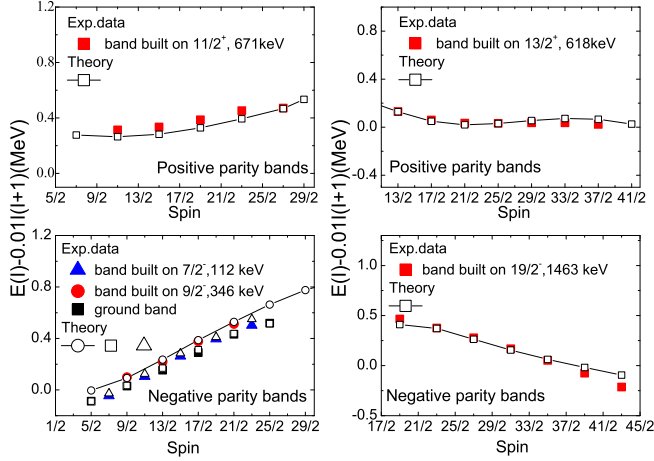 Exp.data
band built on 11/2+, 671keV
Theory
Positive parity bands
1.2
0.8
0.4
0.0
5/2 9/2 13/2 17/2 21/2 25/2 29/2
Spin
Exp.data
band built on 13/2+, 618keV
Theory
Positive parity bands
0.8
0.4
0.0
-0.4
13/2 17/2 21/2 25/2 29/2 33/2 37/2 41/2
Spin
E(I)-0.01I(I+1)(MeV)
E(I)-0.01I(I+1)(MeV)
Exp.data
band built on 7/2-,112 keV
band built on 9/2-,346 keV
ground band
Theory
Negative parity bands
1.2
0.8
0.4
0.0
1/2 5/2 9/2 13/2 17/2 21/2 25/2 29/2
Spin
Exp.data
band built on 19/2-,1463 keV
Theory
Negative parity bands
1.0
0.5
0.0
-0.5
17/2 21/2 25/2 29/2 33/2 37/2 41/2 45/2
Spin